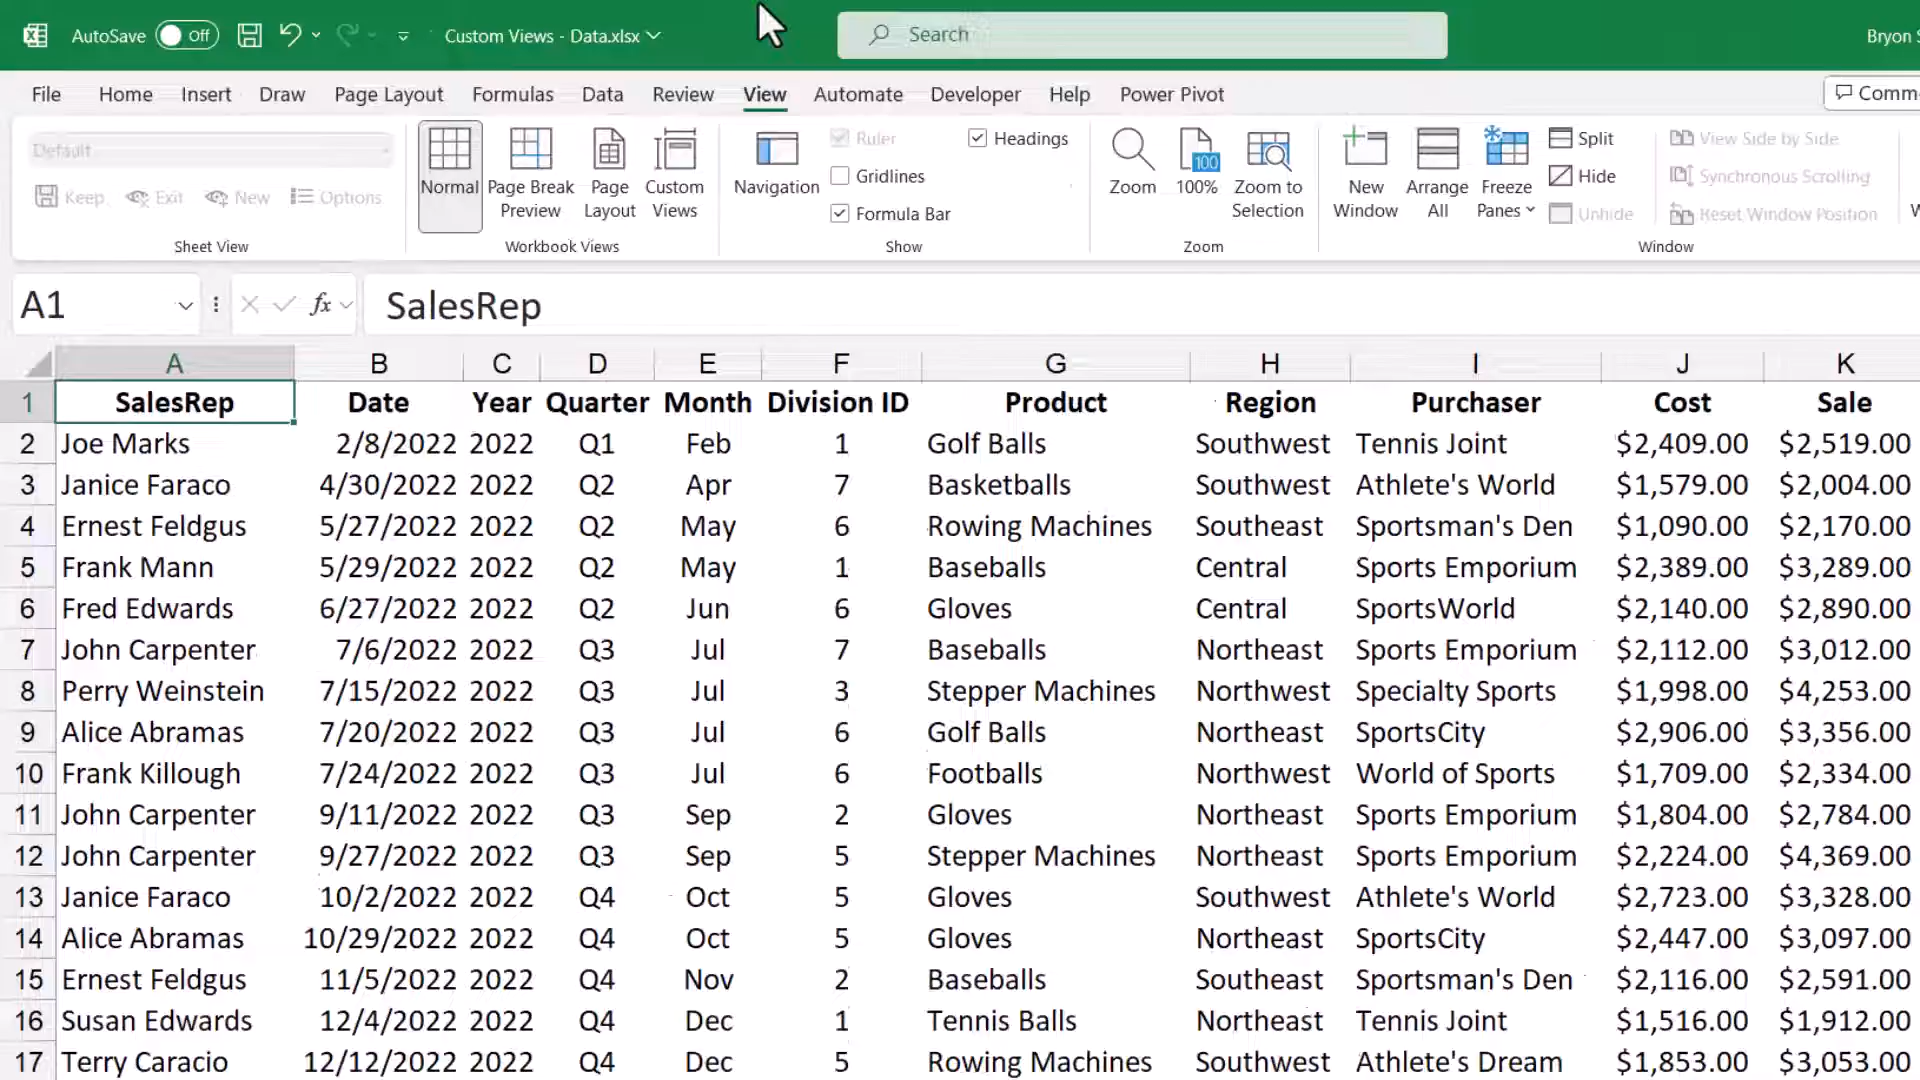 AutoSave Off Custom Views - Data.xlsx Search Bryon
File Home Insert Draw Page Layout Formulas Data Review View Automate Developer Help Power Pivot
Default Ruler Headings Split View Side by Side
Keep Exit New Options Normal Page Break Preview Page Layout Custom Views Navigation Gridlines Zoom 100 100% Zoom to Selection New Window Arrange All Freeze Panes Hide Synchronous Scrolling
Formula Bar Unhide Reset Window Position
Sheet View Workbook Views Show Zoom Window
A1 fx SalesRep
A B C D E F G H I J K
1 SalesRep Date Year Quarter Month Division ID Product Region Purchaser Cost Sale
2 Joe Marks 2/8/2022 2022 Q1 Feb 1 Golf Balls Southwest Tennis Joint $2,409.00 $2,519.00
3 Janice Faraco 4/30/2022 2022 Q2 Apr 7 Basketballs Southwest Athlete's World $1,579.00 $2,004.00
4 Ernest Feldgus 5/27/2022 2022 Q2 May 6 Rowing Machines Southeast Sportsman's Den $1,090.00 $2,170.00
5 Frank Mann 5/29/2022 2022 Q2 May 1 Baseballs Central Sports Emporium $2,389.00 $3,289.00
6 Fred Edwards 6/27/2022 2022 Q2 Jun 6 Gloves Central SportsWorld $2,140.00 $2,890.00
7 John Carpenter 7/6/2022 2022 Q3 Jul 7 Baseballs Northeast Sports Emporium $2,112.00 $3,012.00
8 Perry Weinstein 7/15/2022 2022 Q3 Jul 3 Stepper Machines Northwest Specialty Sports $1,998.00 $4,253.00
9 Alice Abramas 7/20/2022 2022 Q3 Jul 6 Golf Balls Northeast SportsCity $2,906.00 $3,356.00
10 Frank Killough 7/24/2022 2022 Q3 Jul 6 Footballs Northwest World of Sports $1,709.00 $2,334.00
11 John Carpenter 9/11/2022 2022 Q3 Sep 2 Gloves Northeast Sports Emporium $1,804.00 $2,784.00
12 John Carpenter 9/27/2022 2022 Q3 Sep 5 Stepper Machines Northeast Sports Emporium $2,224.00 $4,369.00
13 Janice Faraco 10/2/2022 2022 Q4 Oct 5 Gloves Southwest Athlete's World $2,723.00 $3,328.00
14 Alice Abramas 10/29/2022 2022 Q4 Oct 5 Gloves Northeast SportsCity $2,447.00 $3,097.00
15 Ernest Feldgus 11/5/2022 2022 Q4 Nov 2 Baseballs Southeast Sportsman's Den $2,116.00 $2,591.00
16 Susan Edwards 12/4/2022 2022 Q4 Dec 1 Tennis Balls Northeast Tennis Joint $1,516.00 $1,912.00
17 Terry Caracio 12/12/2022 2022 Q4 Dec 5 Rowing Machines Southwest Athlete's Dream $1,853.00 $3,053.00